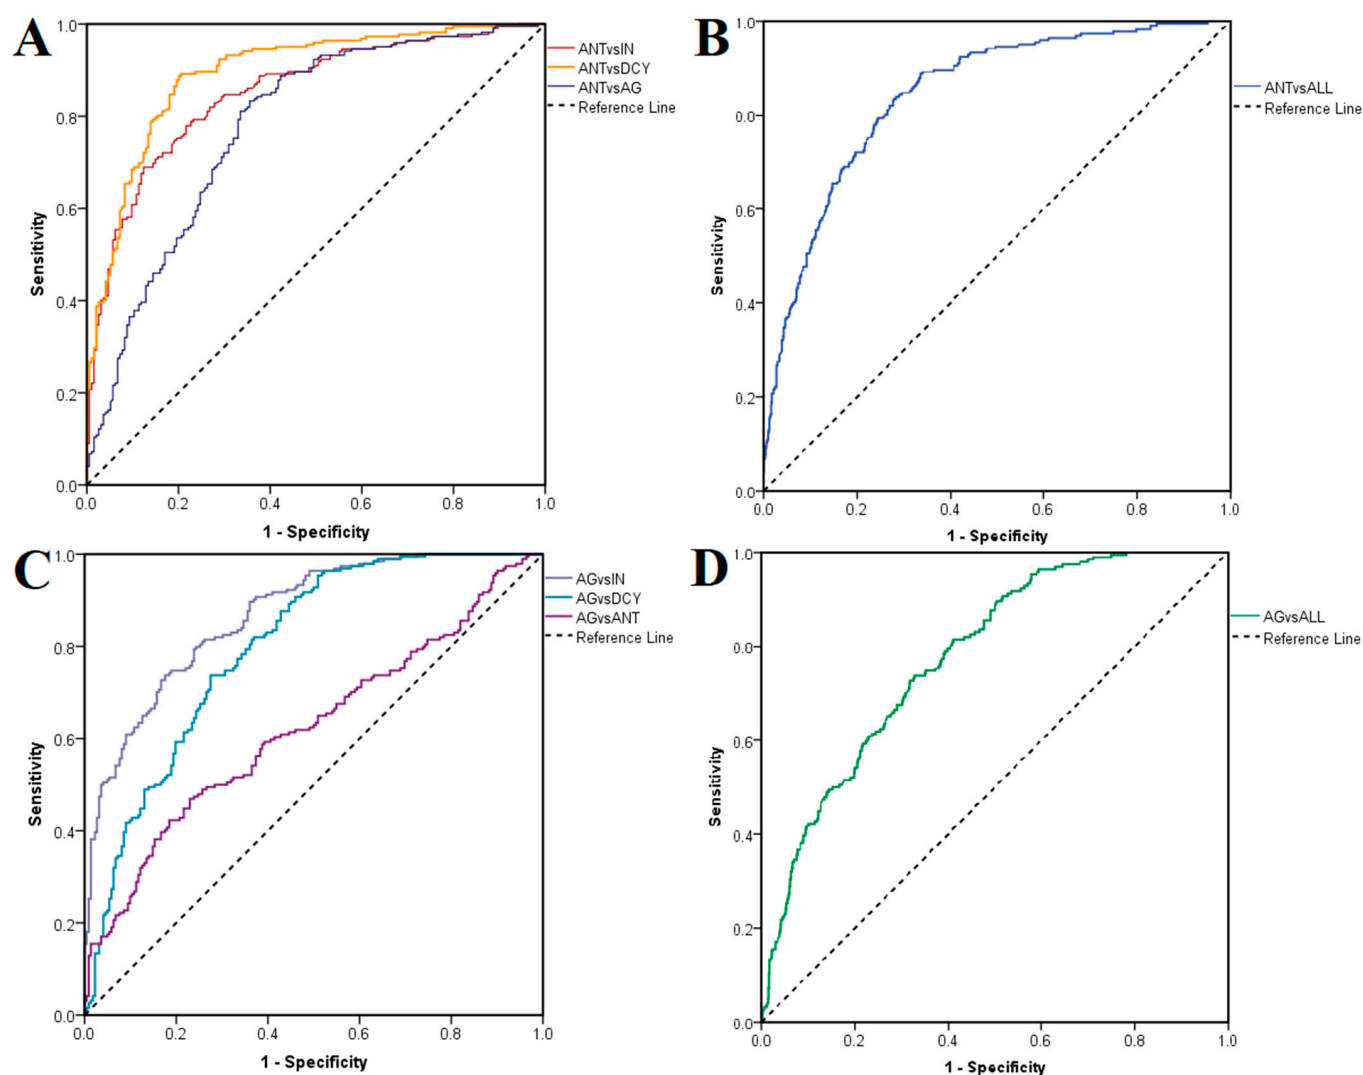 A
1.0
0.8
0.6
0.4
0.2
0.0
Sensitivity
0.0 0.2 0.4 0.6 0.8 1.0
1 - Specificity
ANTvsIN
ANTvsDCY
ANTvsAG
Reference Line
B
1.0
0.8
0.6
0.4
0.2
0.0
Sensitivity
0.0 0.2 0.4 0.6 0.8 1.0
1 - Specificity
ANTvsALL
Reference Line
C
1.0
0.8
0.6
0.4
0.2
0.0
Sensitivity
0.0 0.2 0.4 0.6 0.8 1.0
1 - Specificity
AGvsIN
AGvsDCY
AGvsANT
Reference Line
D
1.0
0.8
0.6
0.4
0.2
0.0
Sensitivity
0.0 0.2 0.4 0.6 0.8 1.0
1 - Specificity
AGvsALL
Reference Line